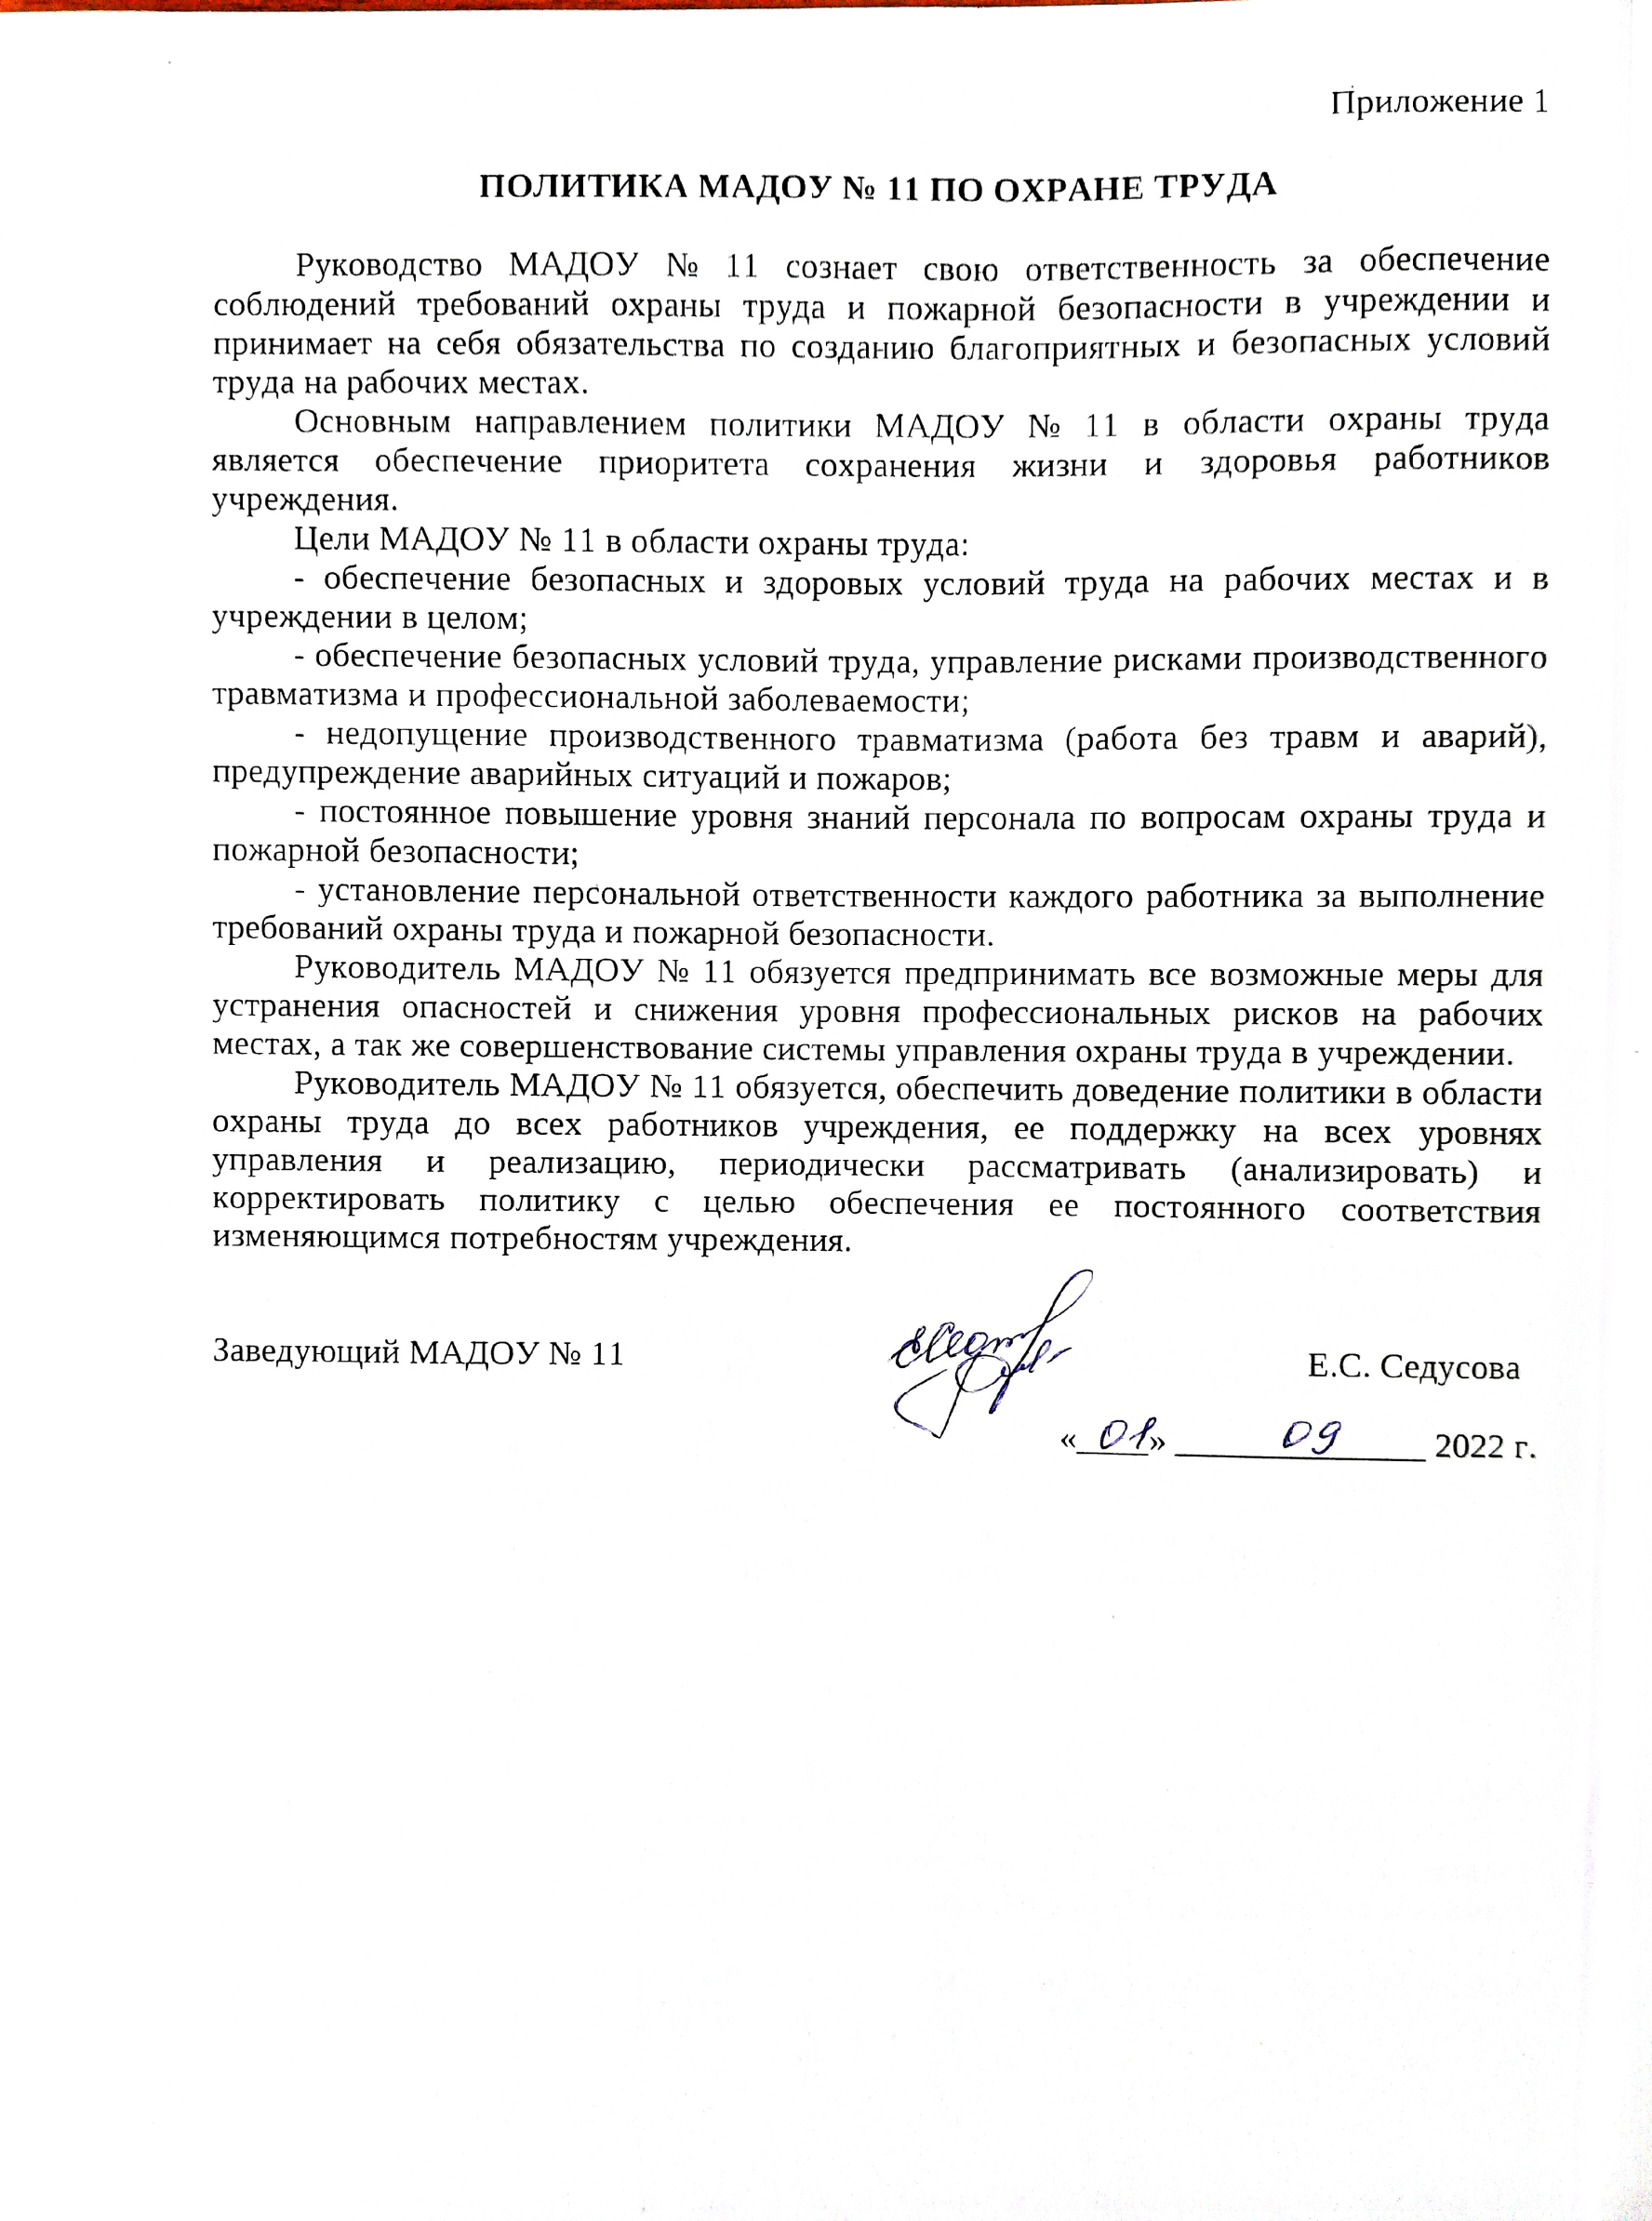 Приложение 1
ПОЛИТИКА МАДОУ № 11 ПО ОХРАНЕ ТРУДА
Руководство МАДОУ № 11 сознает свою ответственность за обеспечение
соблюдений требований охраны труда и пожарной безопасности в учреждении и
принимает на себя обязательства по созданию благоприятных и безопасных условий
труда на рабочих местах.
Основным направлением политики МАДОУ № 11 в области охраны труда
является обеспечение приоритета сохранения жизни и здоровья работников
учреждения.
Цели МАДОУ № 11 в области охраны труда:
- обеспечение безопасных и здоровых условий труда на рабочих местах и в
учреждении в целом;
- обеспечение безопасных условий труда, управление рисками производственного
травматизма и профессиональной заболеваемости;
- недопущение производственного травматизма (работа без травм и аварий),
предупреждение аварийных ситуаций и пожаров;
- постоянное повышение уровня знаний персонала по вопросам охраны труда и
пожарной безопасности;
- установление персональной ответственности каждого работника за выполнение
требований охраны труда и пожарной безопасности.
Руководитель МАДОУ № 11 обязуется предпринимать все возможные меры для
устранения опасностей и снижения уровня профессиональных рисков на рабочих
местах, а так же совершенствование системы управления охраны труда в учреждении.
Руководитель МАДОУ № 11 обязуется, обеспечить доведение политики в области
охраны труда до всех работников учреждения, ее поддержку на всех уровнях
управления и реализацию, периодически рассматривать (анализировать) и
корректировать политику с целью обеспечения ее постоянного соответствия
изменяющимся потребностям учреждения.
Заведующий МАДОУ № 11 Е.С. Седусова
«01» 09 2022 г.